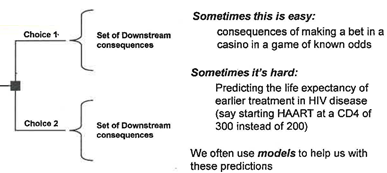 Choice 1
Set of Downstream
consequences
Choice 2
Set of Downstream
consequences
Sometimes this is easy:
consequences of making a bet in a
casino in a game of known odds
Sometimes it's hard:
Predicting the life expectancy of
earlier treatment in HIV disease
(say starting HAART at a CD4 of
300 instead of 200)
We often use models to help us with
these predictions